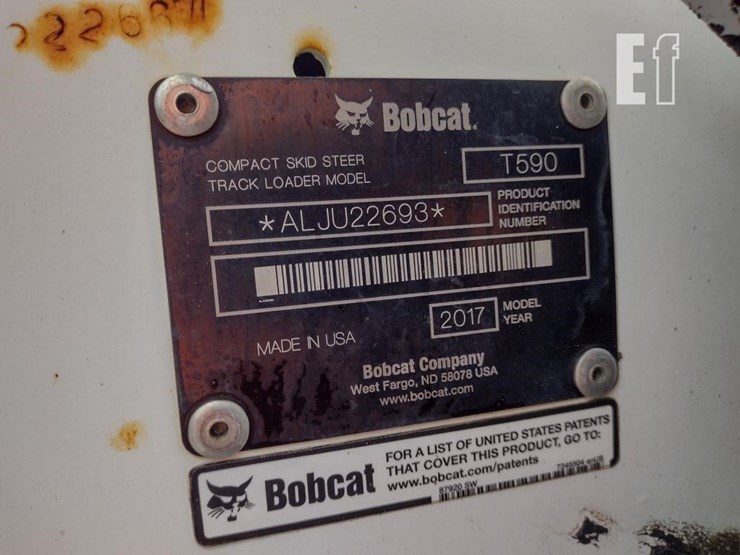 Ef
Bobcat.
COMPACT SKID STEER
TRACK LOADER MODEL
T590
*ALJU22693*
PRODUCT
IDENTIFICATION
NUMBER
2017
MODEL
YEAR
MADE IN USA
Bobcat Company
West Fargo, ND 58078 USA
www.bobcat.com
Bobcat
FOR A LIST OF UNITED STATES PATENTS
THAT COVER THIS PRODUCT, GO TO:
www.bobcat.com/patents